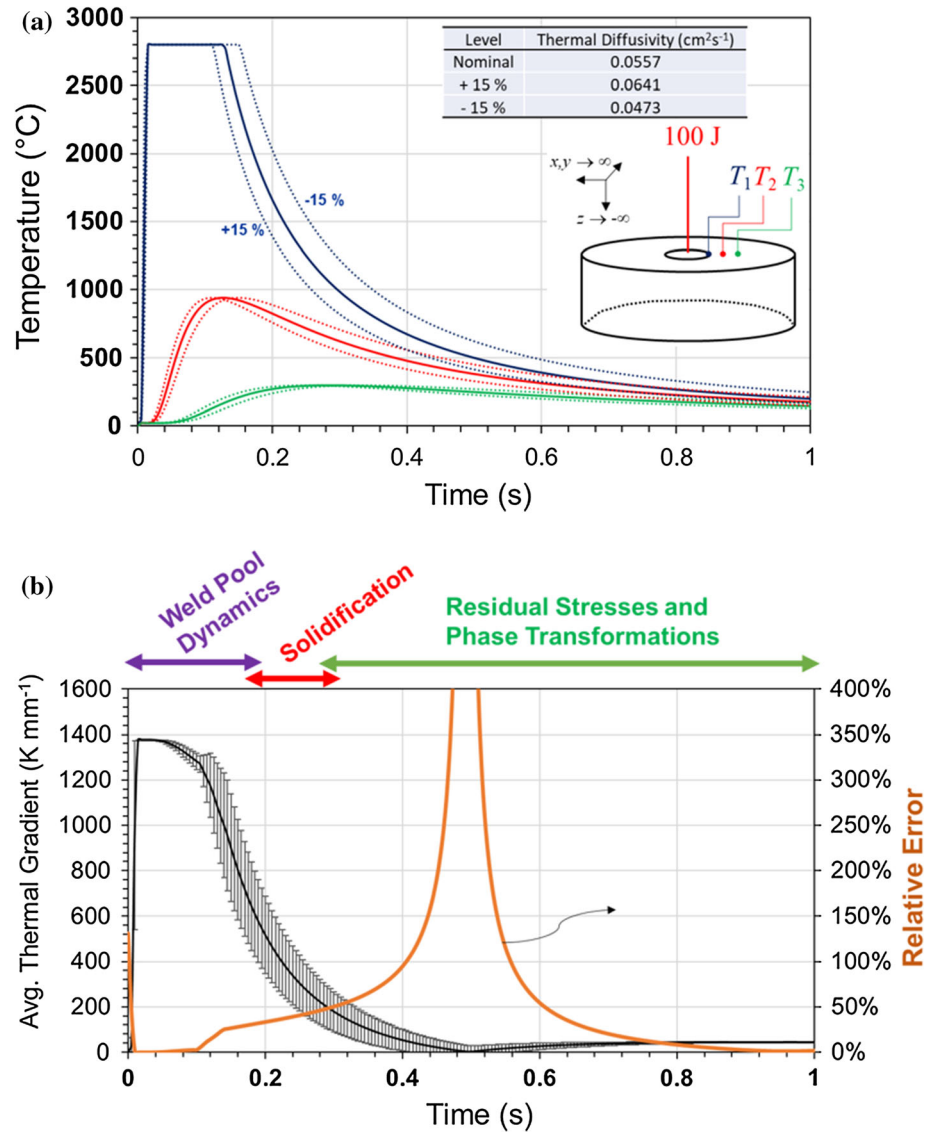 (a)
3000
2500
2000
1500
1000
500
0
Temperature (°C)
0 0.2 0.4 0.6 0.8 1
Time (s)
Level Thermal Diffusivity (cm²s⁻¹)
Nominal 0.0557
+ 15 % 0.0641
- 15 % 0.0473
-15 %
+15 %
100 J
x,y → ∞
z → -∞
T₁ T₂ T₃
(b)
Weld Pool
Dynamics
Solidification
Residual Stresses and
Phase Transformations
1600
1400
1200
1000
800
600
400
200
0
Avg. Thermal Gradient (K mm⁻¹)
400%
350%
300%
250%
200%
150%
100%
50%
0%
Relative Error
0 0.2 0.4 0.6 0.8 1
Time (s)